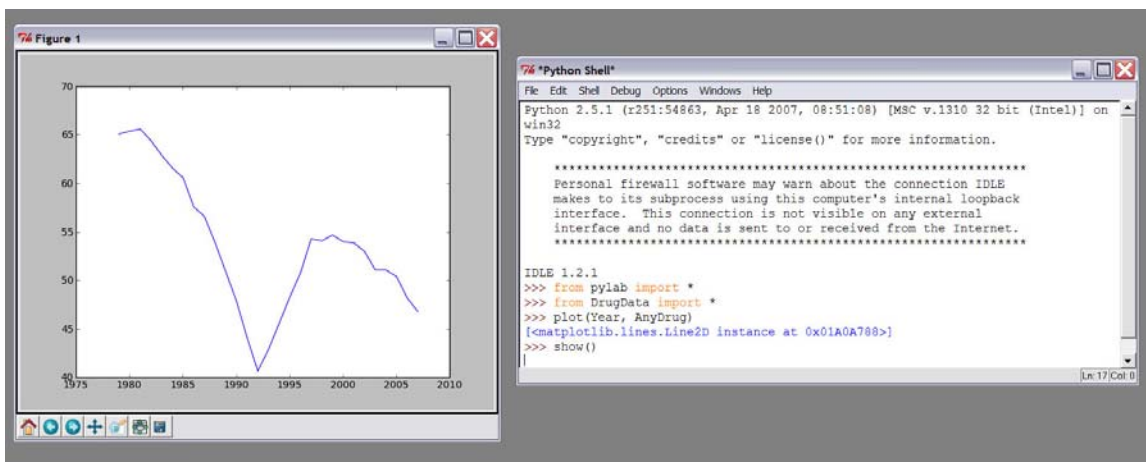 Figure 1
70
65
60
55
50
45
40
1975 1980 1985 1990 1995 2000 2005 2010
*Python Shell*
File Edit Shell Debug Options Windows Help
Python 2.5.1 (r251:54863, Apr 18 2007, 08:51:08) [MSC v.1310 32 bit (Intel)] on
win32
Type "copyright", "credits" or "license()" for more information.
****************************************************************
Personal firewall software may warn about the connection IDLE
makes to its subprocess using this computer's internal loopback
interface. This connection is not visible on any external
interface and no data is sent to or received from the Internet.
****************************************************************
IDLE 1.2.1
>>> from pylab import *
>>> from DrugData import *
>>> plot(Year, AnyDrug)
[<matplotlib.lines.Line2D instance at 0x01A0A788>]
>>> show()
Ln: 17 Col: 0